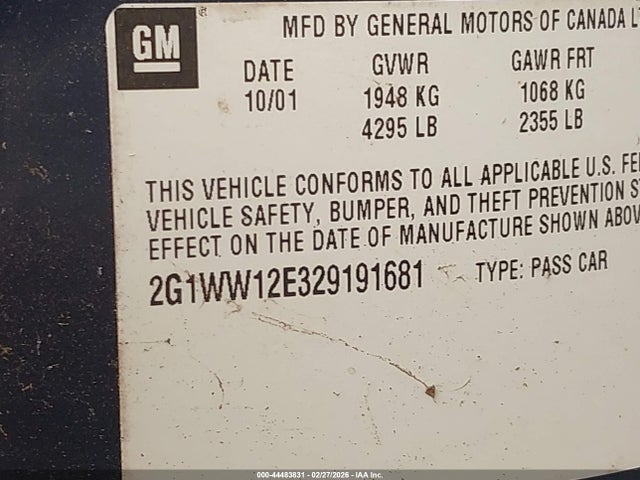 GM
MFD BY GENERAL MOTORS OF CANADA
DATE GVWR GAWR FRT
10/01 1948 KG 1068 KG
4295 LB 2355 LB
THIS VEHICLE CONFORMS TO ALL APPLICABLE U.S.
VEHICLE SAFETY, BUMPER, AND THEFT PREVENTION
EFFECT ON THE DATE OF MANUFACTURE SHOWN ABOV
2G1WW12E329191681 TYPE: PASS CAR
000-44483831 - 02/27/2026 - IAA Inc.